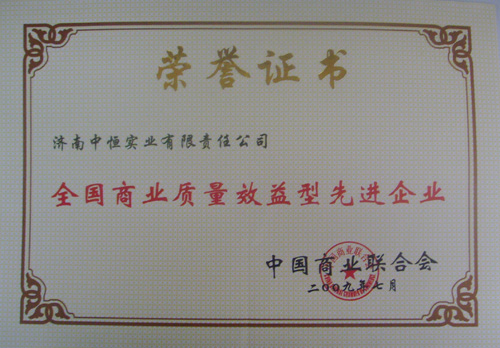 荣誉证书
济南中恒实业有限责任公司
全国商业质量效益型先进企业
中国商业联合会
二00九年七月